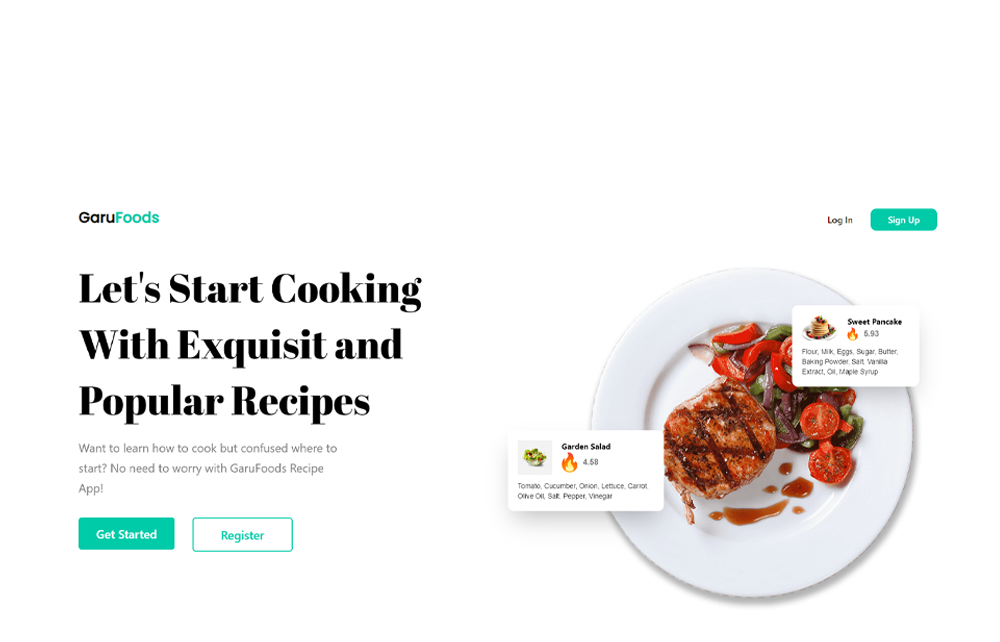 GaruFoods
Log In
Sign Up
Let's Start Cooking
With Exquisit and
Popular Recipes
Want to learn how to cook but confused where to
start? No need to worry with GaruFoods Recipe
App!
Get Started
Register
Sweet Pancake
5.93
Flour, Milk, Eggs, Sugar, Butter,
Baking Powder, Salt, Vanilla
Extract, Oil, Maple Syrup
Garden Salad
4.58
Tomato, Cucumber, Onion, Lettuce, Carrot,
Olive Oil, Salt, Pepper, Vinegar